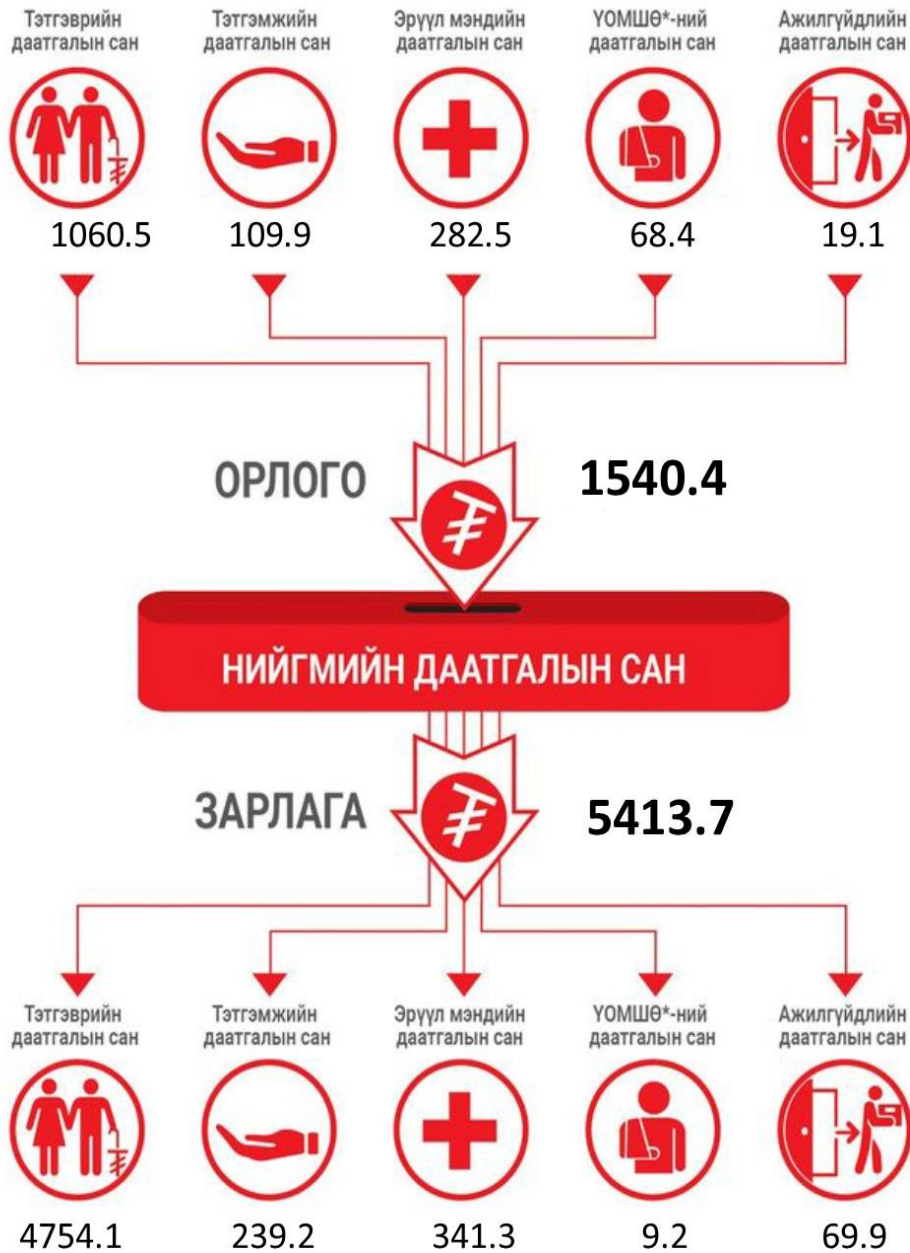 Тэтгэврийн
даатгалын сан
Тэтгэмжийн
даатгалын сан
Эрүүл мэндийн
даатгалын сан
ҮОМШӨ*-ний
даатгалын сан
Ажилгүйдлийн
даатгалын сан
1060.5
109.9
282.5
68.4
19.1
ОРЛОГО
1540.4
НИЙГМИЙН ДААТГАЛЫН САН
ЗАРЛАГА
5413.7
Тэтгэврийн
даатгалын сан
Тэтгэмжийн
даатгалын сан
Эрүүл мэндийн
даатгалын сан
ҮОМШӨ*-ний
даатгалын сан
Ажилгүйдлийн
даатгалын сан
4754.1
239.2
341.3
9.2
69.9